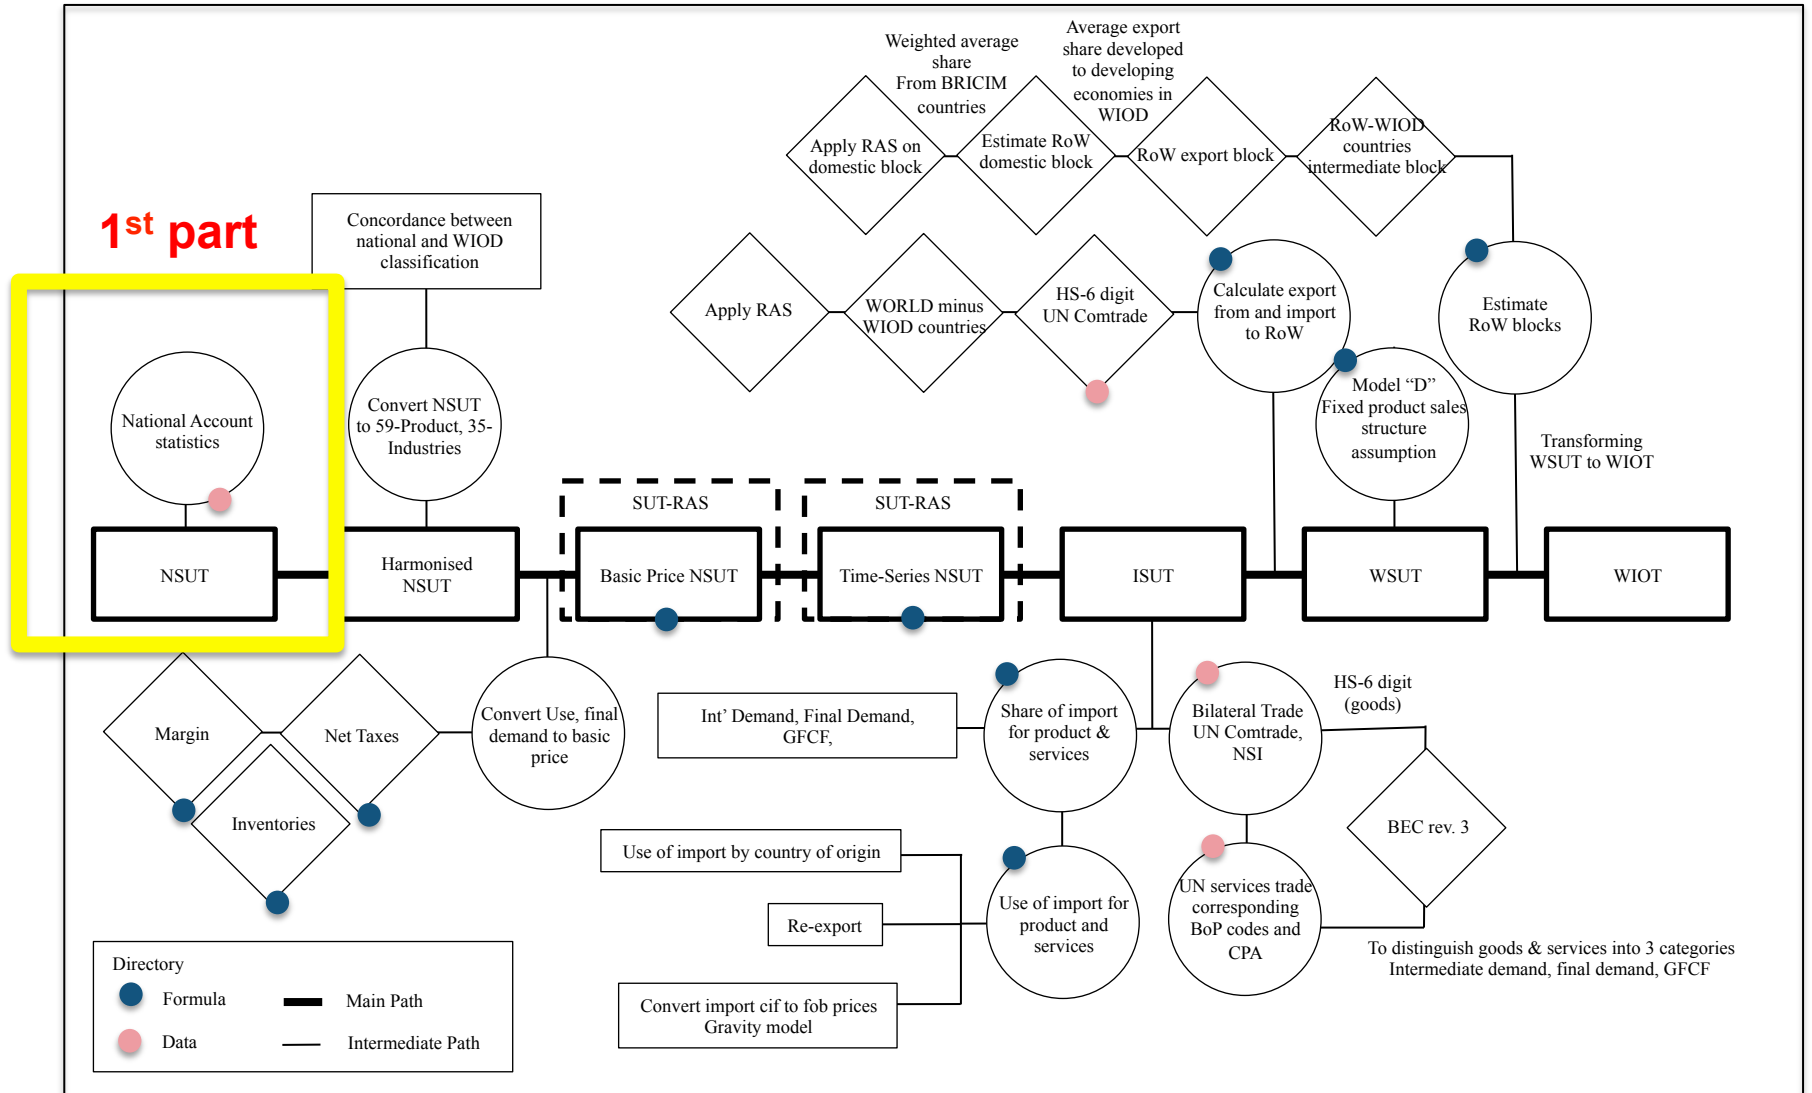 Weighted average
share
From BRICIM
countries
Average export
share developed
to developing
economies in
WIOD
Apply RAS on
domestic block
Estimate RoW
domestic block
RoW export block
RoW-WIOD
countries
intermediate block
1st part
Concordance between
national and WIOD
classification
Apply RAS
WORLD minus
WIOD countries
HS-6 digit
UN Comtrade
Calculate export
from and import
to RoW
Estimate
RoW blocks
National Account
statistics
Convert NSUT
to 59-Product, 35-
Industries
Model “D”
Fixed product sales
structure
assumption
Transforming
WSUT to WIOT
SUT-RAS
SUT-RAS
NSUT
Harmonised
NSUT
Basic Price NSUT
Time-Series NSUT
ISUT
WSUT
WIOT
Margin
Net Taxes
Inventories
Convert Use, final
demand to basic
price
Int’ Demand, Final Demand,
GFCF,
Share of import
for product &
services
Bilateral Trade
UN Comtrade,
NSI
HS-6 digit
(goods)
BEC rev. 3
Use of import by country of origin
Re-export
Convert import cif to fob prices
Gravity model
Use of import for
product and
services
UN services trade
corresponding
BoP codes and
CPA
To distinguish goods & services into 3 categories
Intermediate demand, final demand, GFCF
Directory
Formula
Main Path
Data
Intermediate Path